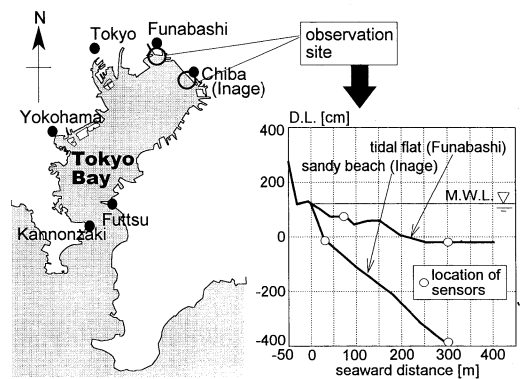 N
Tokyo
Funabashi
observation
site
Chiba
(Inage)
Yokohama
Tokyo
Bay
Futtsu
Kannonzaki
D.L. [cm]
400
tidal flat (Funabashi)
sandy beach (Inage)
200
M.W.L.
0
location of
sensors
-200
-400
-50 0 100 200 300 400
seaward distance [m]